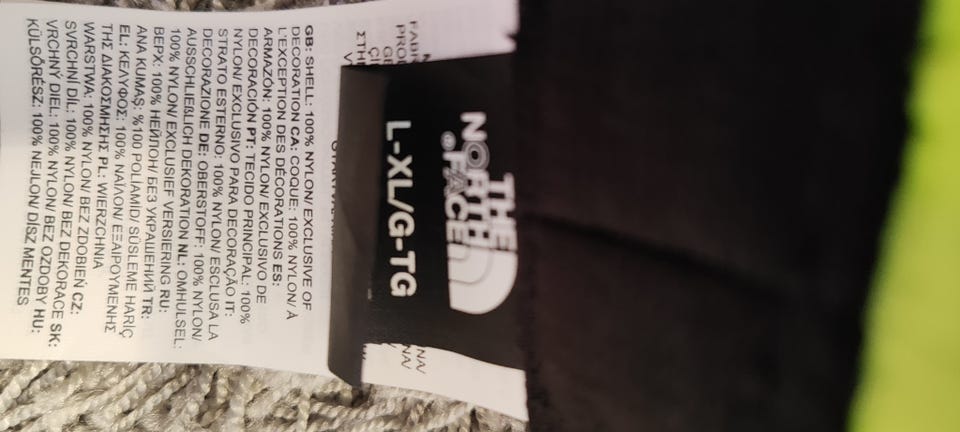 THE
NORTH
FACE
L-XL/G-TG
GB: SHELL: 100% NYLON/ EXCLUSIVE OF
DECORATION CA: COQUE: 100% NYLON/ À
L'EXCEPTION DES DÉCORATIONS ES:
ARMAZÓN: 100% NYLON/ EXCLUSIVO DE
DECORACIÓN PT: TECIDO PRINCIPAL: 100%
NYLON/ EXCLUSIVO PARA DECORAÇÃO IT:
STRATO ESTERNO: 100% NYLON/ ESCLUSA LA
DECORAZIONE DE: OBERSTOFF: 100% NYLON/
AUSSCHLIEßLICH DEKORATION NL: OMHULSEL:
100% NYLON/ EXCLUSIEF VERSIERING RU:
ВЕРХ: 100% НЕЙЛОН/ БЕЗ УКРАШЕНИЙ TR:
ANA KUMAŞ: %100 POLİAMİD/ SÜSLEME HARİÇ
EL: ΚΕΛΥΦΟΣ: 100% ΝΑΪΛΟΝ/ ΕΞΑΙΡΟΥΜΕΝΗΣ
ΤΗΣ ΔΙΑΚΟΣΜΗΣΗΣ PL: WIERZCHNIA
WARSTWA: 100% NYLON/ BEZ ZDOBIEŃ CZ:
SVRCHNÍ DÍL: 100% NYLON/ BEZ DEKORACE SK:
VRCHNÝ DIEL: 100% NYLON/ BEZ OZDOBY HU:
KÜLSŐRÉSZ: 100% NEJLON/ DÍSZ MENTES